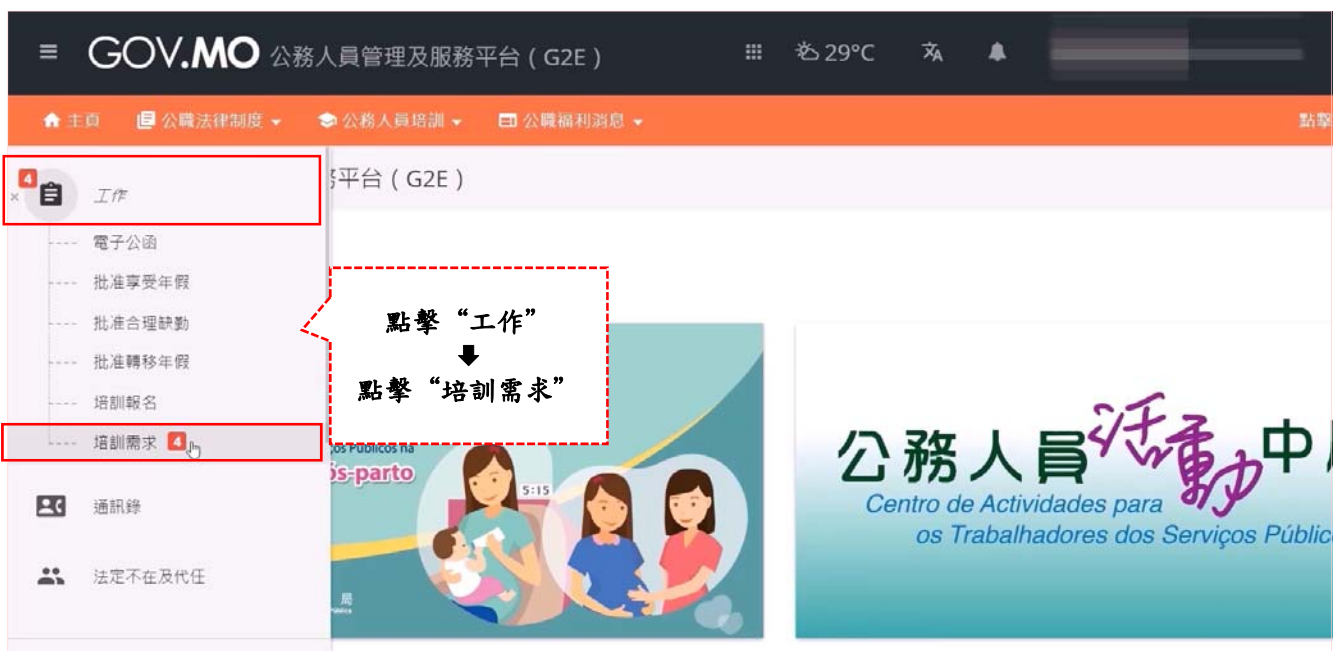 GOV.MO 公務人員管理及服務平台 ( G2E )
29°C
主頁
公職法律制度
公務人員培訓
公職福利消息
點擊
務平台 ( G2E )
4
工作
電子公函
批准享受年假
批准合理缺勤
批准轉移年假
培訓報名
培訓需求 4
通訊錄
法定不在及代任
點擊“工作”
點擊“培訓需求”
os Públicos na
ós-parto
5:15
局
公務人員活動中
Centro de Actividades para
os Trabalhadores dos Serviços Públic